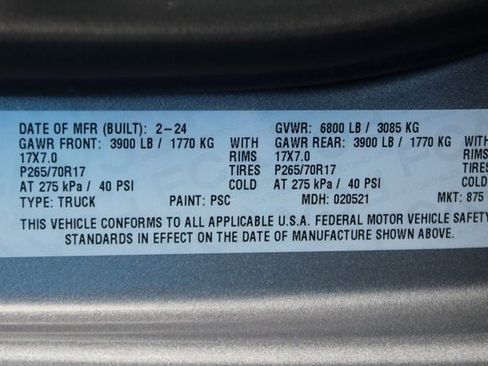 DATE OF MFR (BUILT): 2-24 GVWR: 6800 LB / 3085 KG
GAWR FRONT: 3900 LB / 1770 KG WITH GAWR REAR: 3900 LB / 1770 KG WITH
17X7.0 RIMS 17X7.0 RIMS
P265/70R17 TIRES P265/70R17 TIRES
AT 275 kPa / 40 PSI COLD AT 275 kPa / 40 PSI COLD
TYPE: TRUCK PAINT: PSC MDH: 020521 MKT: 875
THIS VEHICLE CONFORMS TO ALL APPLICABLE U.S.A. FEDERAL MOTOR VEHICLE SAFETY
STANDARDS IN EFFECT ON THE DATE OF MANUFACTURE SHOWN ABOVE.